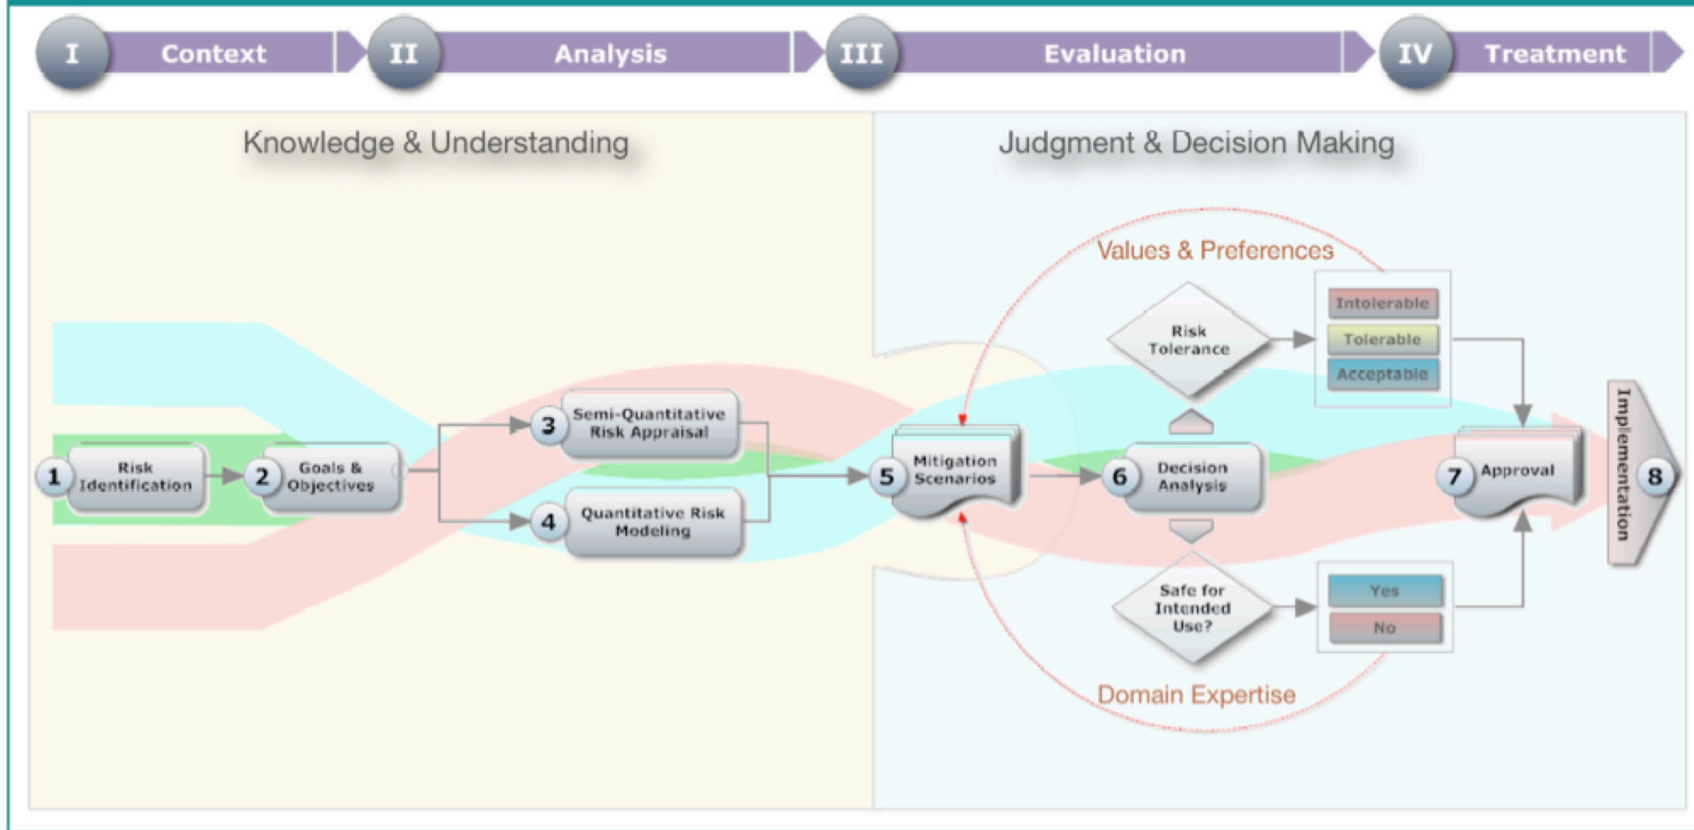 I
Context
II
Analysis
III
Evaluation
IV
Treatment
Knowledge & Understanding
Judgment & Decision Making
1
Risk
Identification
2
Goals &
Objectives
3
Semi-Quantitative
Risk Appraisal
4
Quantitative Risk
Modeling
5
Mitigation
Scenarios
6
Decision
Analysis
Values & Preferences
Risk
Tolerance
Intolerable
Tolerable
Acceptable
Safe for
Intended
Use?
Yes
No
Domain Expertise
7
Approval
Implementation
8